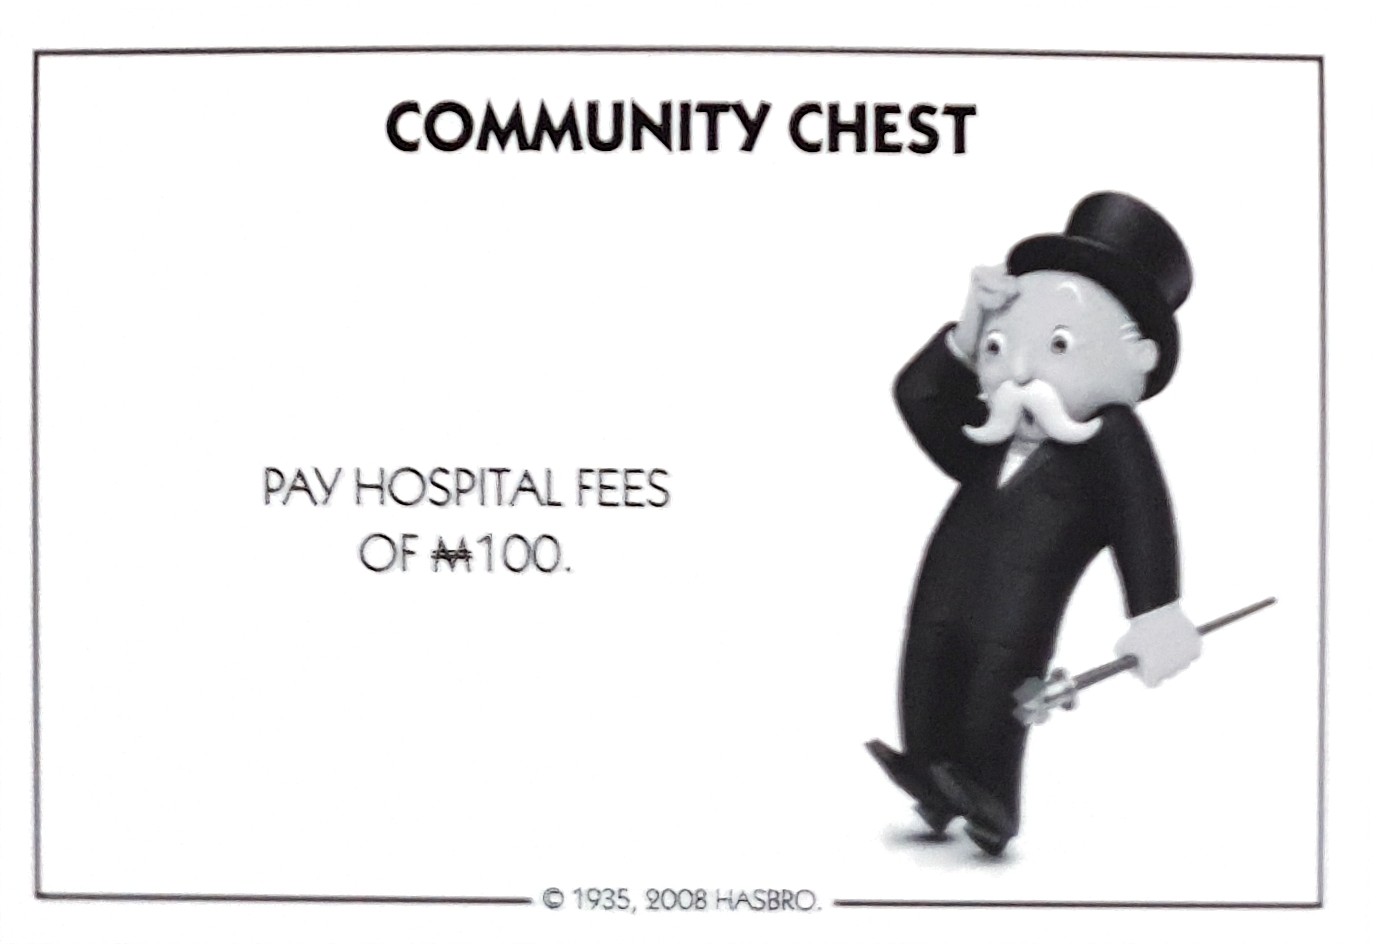 COMMUNITY CHEST
PAY HOSPITAL FEES
OF ₩100.
© 1935, 2008 HASBRO.